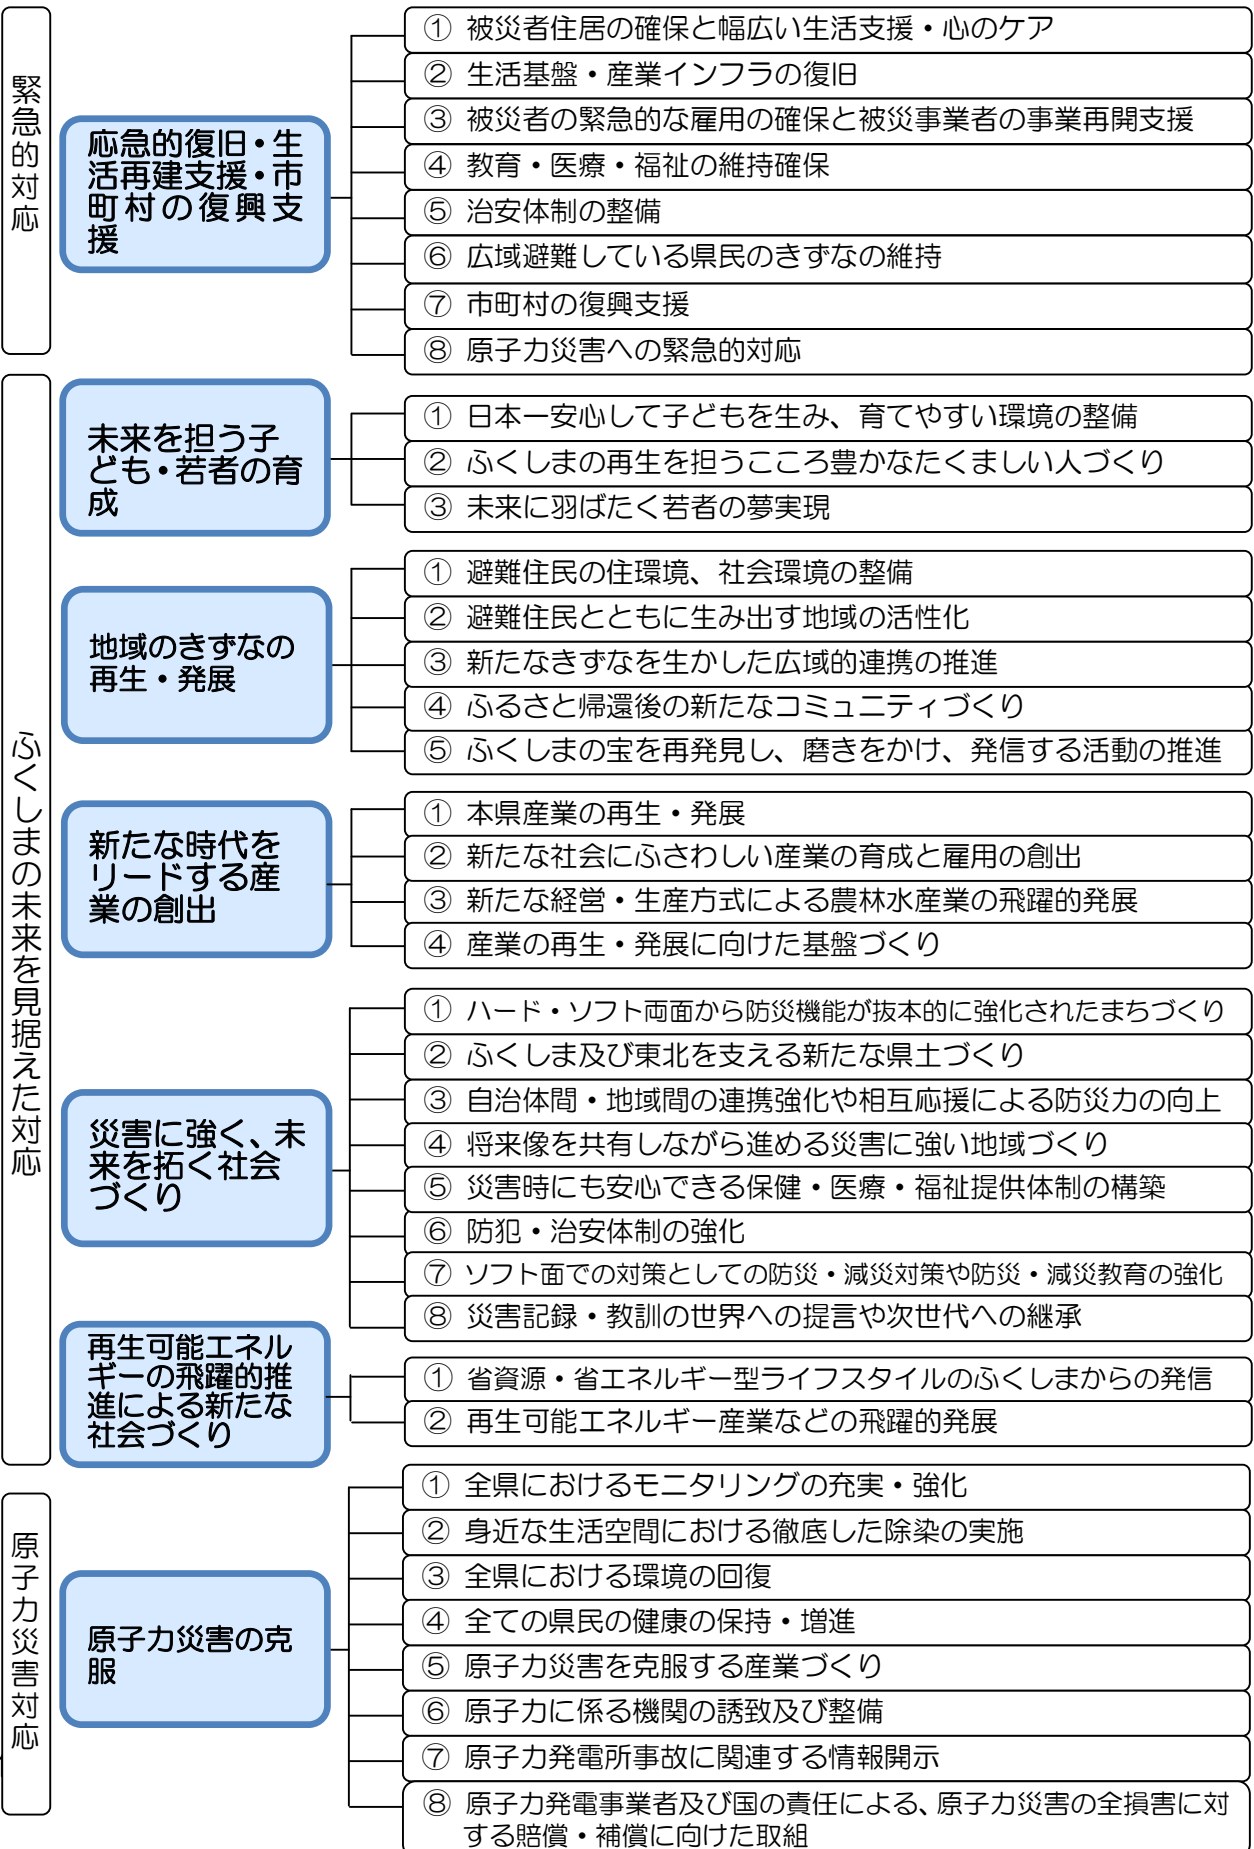 緊急的対応
応急的復旧・生
活再建支援・市
町村の復興支
援
① 被災者住居の確保と幅広い生活支援・心のケア
② 生活基盤・産業インフラの復旧
③ 被災者の緊急的な雇用の確保と被災事業者の事業再開支援
④ 教育・医療・福祉の維持確保
⑤ 治安体制の整備
⑥ 広域避難している県民のきずなの維持
⑦ 市町村の復興支援
⑧ 原子力災害への緊急的対応
ふくしまの未来を見据えた対応
未来を担う子
ども・若者の育
成
① 日本一安心して子どもを生み、育てやすい環境の整備
② ふくしまの再生を担うこころ豊かなたくましい人づくり
③ 未来に羽ばたく若者の夢実現
地域のきずなの
再生・発展
① 避難住民の住環境、社会環境の整備
② 避難住民とともに生み出す地域の活性化
③ 新たなきずなを生かした広域的連携の推進
④ ふるさと帰還後の新たなコミュニティづくり
⑤ ふくしまの宝を再発見し、磨きをかけ、発信する活動の推進
新たな時代を
リードする産
業の創出
① 本県産業の再生・発展
② 新たな社会にふさわしい産業の育成と雇用の創出
③ 新たな経営・生産方式による農林水産業の飛躍的発展
④ 産業の再生・発展に向けた基盤づくり
災害に強く、未
来を拓く社会
づくり
① ハード・ソフト両面から防災機能が抜本的に強化されたまちづくり
② ふくしま及び東北を支える新たな県土づくり
③ 自治体間・地域間の連携強化や相互応援による防災力の向上
④ 将来像を共有しながら進める災害に強い地域づくり
⑤ 災害時にも安心できる保健・医療・福祉提供体制の構築
⑥ 防犯・治安体制の強化
⑦ ソフト面での対策としての防災・減災対策や防災・減災教育の強化
⑧ 災害記録・教訓の世界への提言や次世代への継承
再生可能エネル
ギーの飛躍的推
進による新たな
社会づくり
① 省資源・省エネルギー型ライフスタイルのふくしまからの発信
② 再生可能エネルギー産業などの飛躍的発展
原子力災害対応
原子力災害の克
服
① 全県におけるモニタリングの充実・強化
② 身近な生活空間における徹底した除染の実施
③ 全県における環境の回復
④ 全ての県民の健康の保持・増進
⑤ 原子力災害を克服する産業づくり
⑥ 原子力に係る機関の誘致及び整備
⑦ 原子力発電所事故に関連する情報開示
⑧ 原子力発電事業者及び国の責任による、原子力災害の全損害に対
する賠償・補償に向けた取組